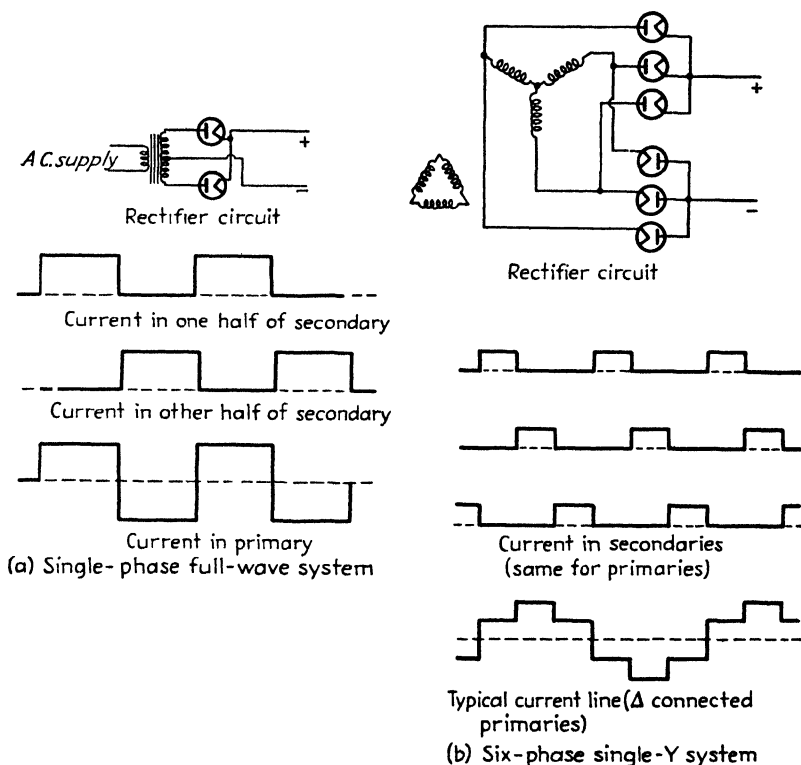 A.C. supply
+
−
Rectifier circuit
Current in one half of secondary
Current in other half of secondary
Current in primary
(a) Single-phase full-wave system
+
−
Rectifier circuit
Current in secondaries
(same for primaries)
Typical current line (Δ connected
primaries)
(b) Six-phase single-Y system